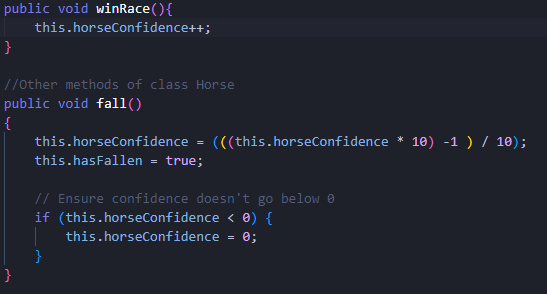 public void winRace(){
    this.horseConfidence++;
}

//Other methods of class Horse
public void fall()
{
    this.horseConfidence = (((this.horseConfidence * 10) -1 ) / 10);
    this.hasFallen = true;

    // Ensure confidence doesn't go below 0
    if (this.horseConfidence < 0) {
        this.horseConfidence = 0;
    }
}